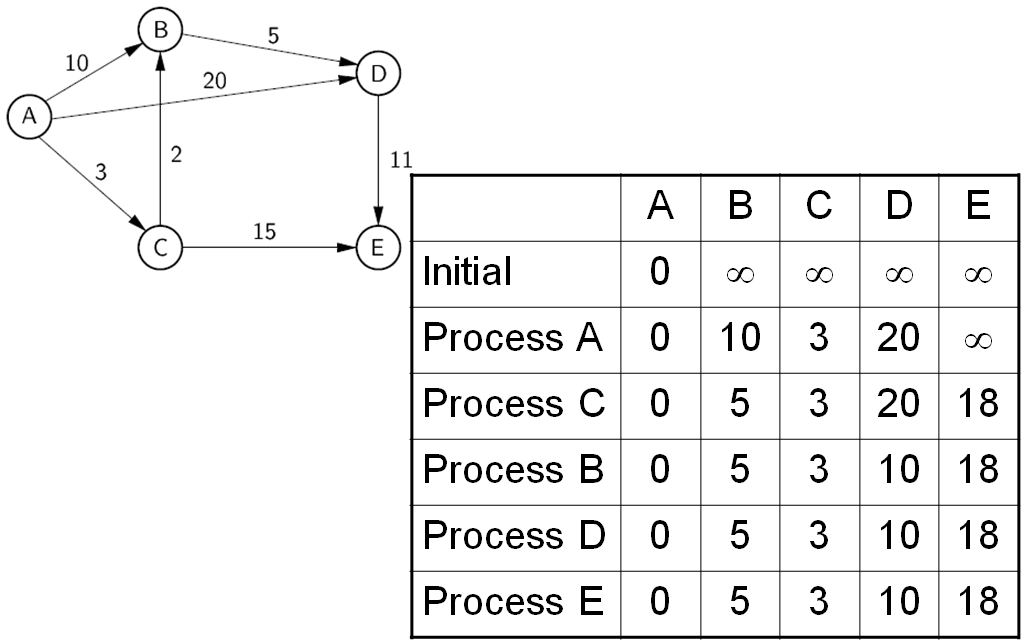 B
5
10
D
20
A
3
2
11
C
15
E
A B C D E
Initial 0 ∞ ∞ ∞ ∞
Process A 0 10 3 20 ∞
Process C 0 5 3 20 18
Process B 0 5 3 10 18
Process D 0 5 3 10 18
Process E 0 5 3 10 18